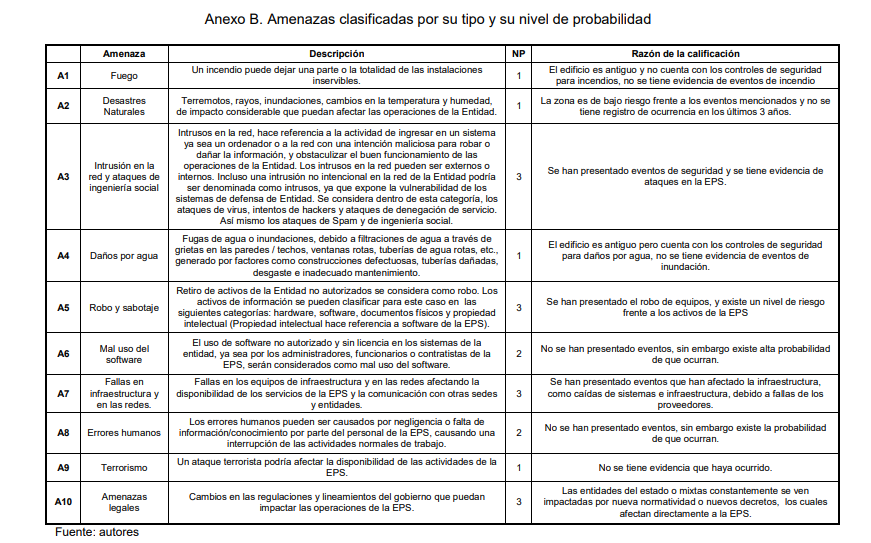 Anexo B. Amenazas clasificadas por su tipo y su nivel de probabilidad
Amenaza Descripción NP Razón de la calificación
A1 Fuego Un incendio puede dejar una parte o la totalidad de las instalaciones
inservibles. 1 El edificio es antiguo y no cuenta con los controles de seguridad
para incendios, no se tiene evidencia de eventos de incendio
A2 Desastres
Naturales Terremotos, rayos, inundaciones, cambios en la temperatura y humedad,
de impacto considerable que puedan afectar las operaciones de la Entidad. 1 La zona es de bajo riesgo frente a los eventos mencionados y no se
tiene registro de ocurrencia en los últimos 3 años.
A3 Intrusión en la
red y ataques de
ingeniería social Intrusos en la red, hace referencia a la actividad de ingresar en un sistema
ya sea un ordenador o a la red con una intención maliciosa para robar o
dañar la información, y obstaculizar el buen funcionamiento de las
operaciones de la Entidad. Los intrusos en la red pueden ser externos o
internos. Incluso una intrusión no intencional en la red de la Entidad podría
ser denominada como intrusos, ya que expone la vulnerabilidad de los
sistemas de defensa de Entidad. Se considera dentro de esta categoría, los
ataques de virus, intentos de hackers y ataques de denegación de servicio.
Así mismo los ataques de Spam y de ingeniería social. 3 Se han presentado eventos de seguridad y se tiene evidencia de
ataques en la EPS.
A4 Daños por agua Fugas de agua o inundaciones, debido a filtraciones de agua a través de
grietas en las paredes / techos, ventanas rotas, tuberías de agua rotas, etc.,
generado por factores como construcciones defectuosas, tuberías dañadas,
desgaste e inadecuado mantenimiento. 1 El edificio es antiguo pero cuenta con los controles de seguridad
para daños por agua, no se tiene evidencia de eventos de
inundación.
A5 Robo y sabotaje Retiro de activos de la Entidad no autorizados se considera como robo. Los
activos de información se pueden clasificar para este caso en las
siguientes categorías: hardware, software, documentos físicos y propiedad
intelectual (Propiedad intelectual hace referencia a software de la EPS). 3 Se han presentado el robo de equipos, y existe un nivel de riesgo
frente a los activos de la EPS
A6 Mal uso del
software El uso de software no autorizado y sin licencia en los sistemas de la
entidad, ya sea por los administradores, funcionarios o contratistas de la
EPS, serán considerados como mal uso del software. 2 No se han presentado eventos, sin embargo existe alta probabilidad
de que ocurran.
A7 Fallas en
infraestructura y
en las redes. Fallas en los equipos de infraestructura y en las redes afectando la
disponibilidad de los servicios de la EPS y la comunicación con otras sedes
y entidades. 3 Se han presentado eventos que han afectado la infraestructura,
como caídas de sistemas e infraestructura, debido a fallas de los
proveedores.
A8 Errores humanos Los errores humanos pueden ser causados por negligencia o falta de
información/conocimiento por parte del personal de la EPS, causando una
interrupción de las actividades normales de trabajo. 2 No se han presentado eventos, sin embargo existe la probabilidad
de que ocurran.
A9 Terrorismo Un ataque terrorista podría afectar la disponibilidad de las actividades de la
EPS. 1 No se tiene evidencia que haya ocurrido.
A10 Amenazas
legales Cambios en las regulaciones y lineamientos del gobierno que puedan
impactar las operaciones de la EPS. 3 Las entidades del estado o mixtas constantemente se ven
impactadas por nueva normatividad o nuevos decretos, los cuales
afectan directamente a la EPS.
Fuente: autores